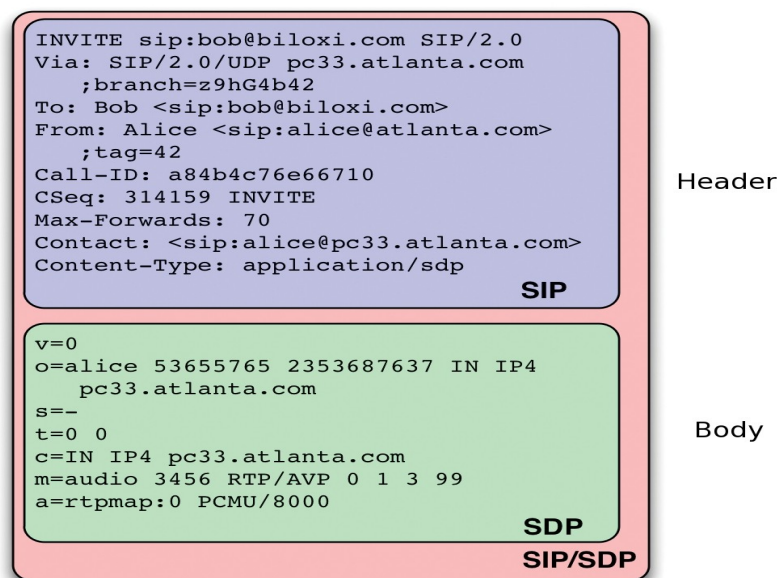 INVITE sip:bob@biloxi.com SIP/2.0
Via: SIP/2.0/UDP pc33.atlanta.com
;branch=z9hG4b42
To: Bob <sip:bob@biloxi.com>
From: Alice <sip:alice@atlanta.com>
;tag=42
Call-ID: a84b4c76e66710
CSeq: 314159 INVITE
Max-Forwards: 70
Contact: <sip:alice@pc33.atlanta.com>
Content-Type: application/sdp
SIP
Header
v=0
o=alice 53655765 2353687637 IN IP4
pc33.atlanta.com
s=-
t=0 0
c=IN IP4 pc33.atlanta.com
m=audio 3456 RTP/AVP 0 1 3 99
a=rtpmap:0 PCMU/8000
SDP
Body
SIP/SDP